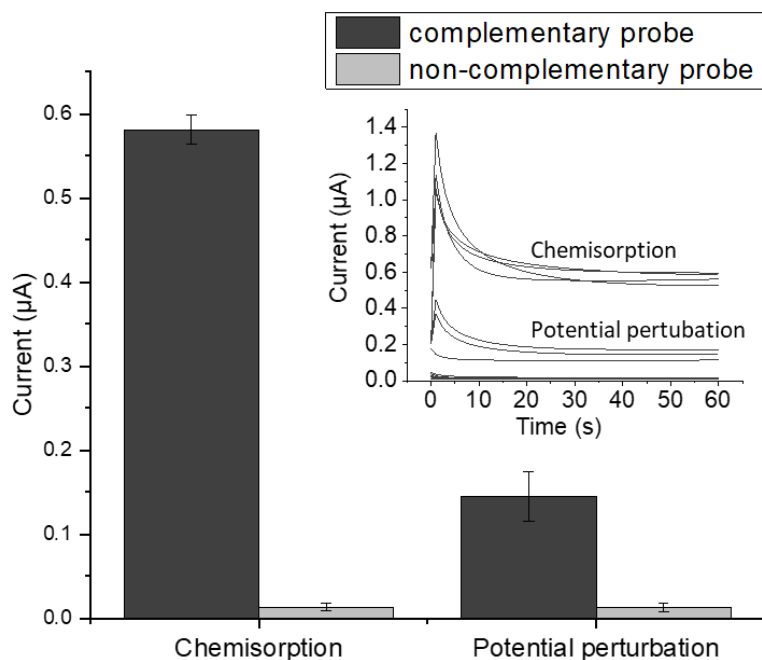 complementary probe
non-complementary probe
0.6
0.5
0.4
0.3
0.2
0.1
0.0
Current (μA)
Chemisorption
Potential perturbation
1.4
1.2
1.0
0.8
0.6
0.4
0.2
0.0
Current (μA)
Chemisorption
Potential pertubation
0 10 20 30 40 50 60
Time (s)